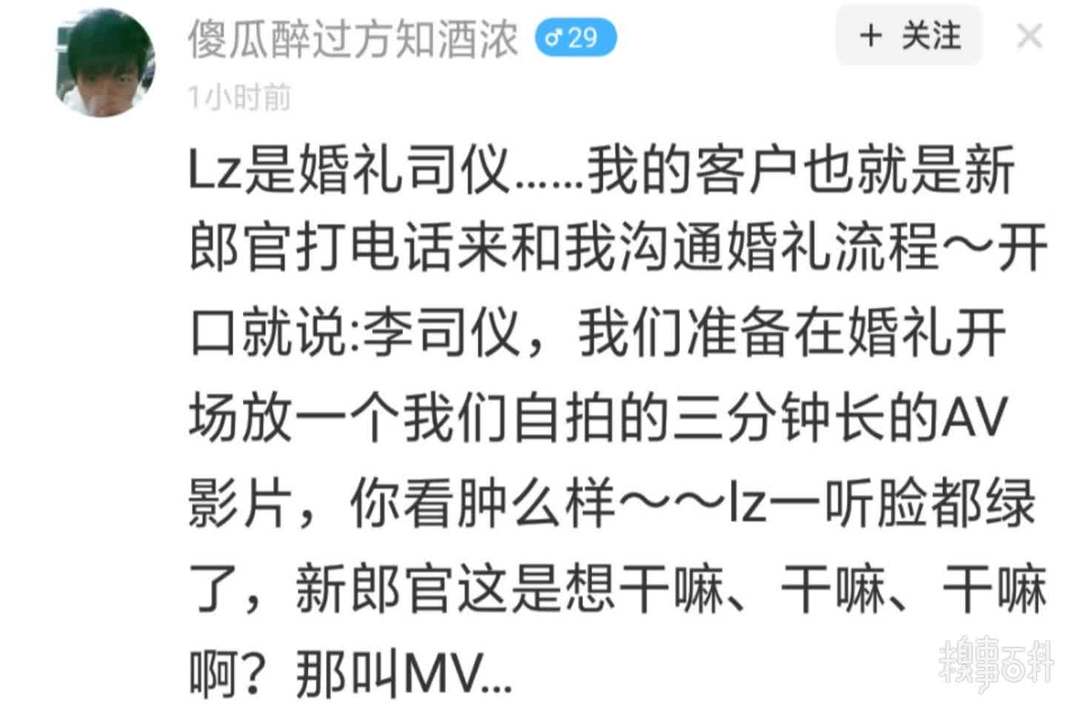 傻瓜醉过方知酒浓 ♂29 + 关注 ×
1小时前
Lz是婚礼司仪……我的客户也就是新
郎官打电话来和我沟通婚礼流程～开
口就说:李司仪，我们准备在婚礼开
场放一个我们自拍的三分钟长的AV
影片，你看肿么样～～lz一听脸都绿
了，新郎官这是想干嘛、干嘛、干嘛
啊？那叫MV...
糗事百科